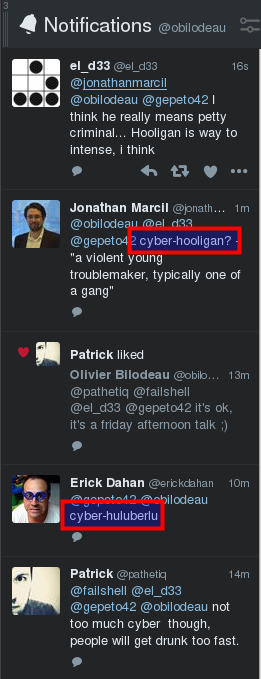 3
Notifications @obilodeau
el_d33 @el_d33 16s
@jonathanmarcil
@obilodeau @gepeto42 I
think he really means petty
criminal... Hooligan is way to
intense, i think
Jonathan Marcil @jonath... 1m
@obilodeau @el_d33
@gepeto42 cyber-hooligan? -
"a violent young
troublemaker, typically one of
a gang"
Patrick liked
Olivier Bilodeau @obilo... 13m
@pathetiq @failshell
@el_d33 @gepeto42 it's ok,
it's a friday afternoon talk ;)
Erick Dahan @erickdahan 10m
@gepeto42 @obilodeau
cyber-huluberlu
Patrick @pathetiq 14m
@failshell @el_d33
@gepeto42 @obilodeau not
too much cyber though,
people will get drunk too fast.